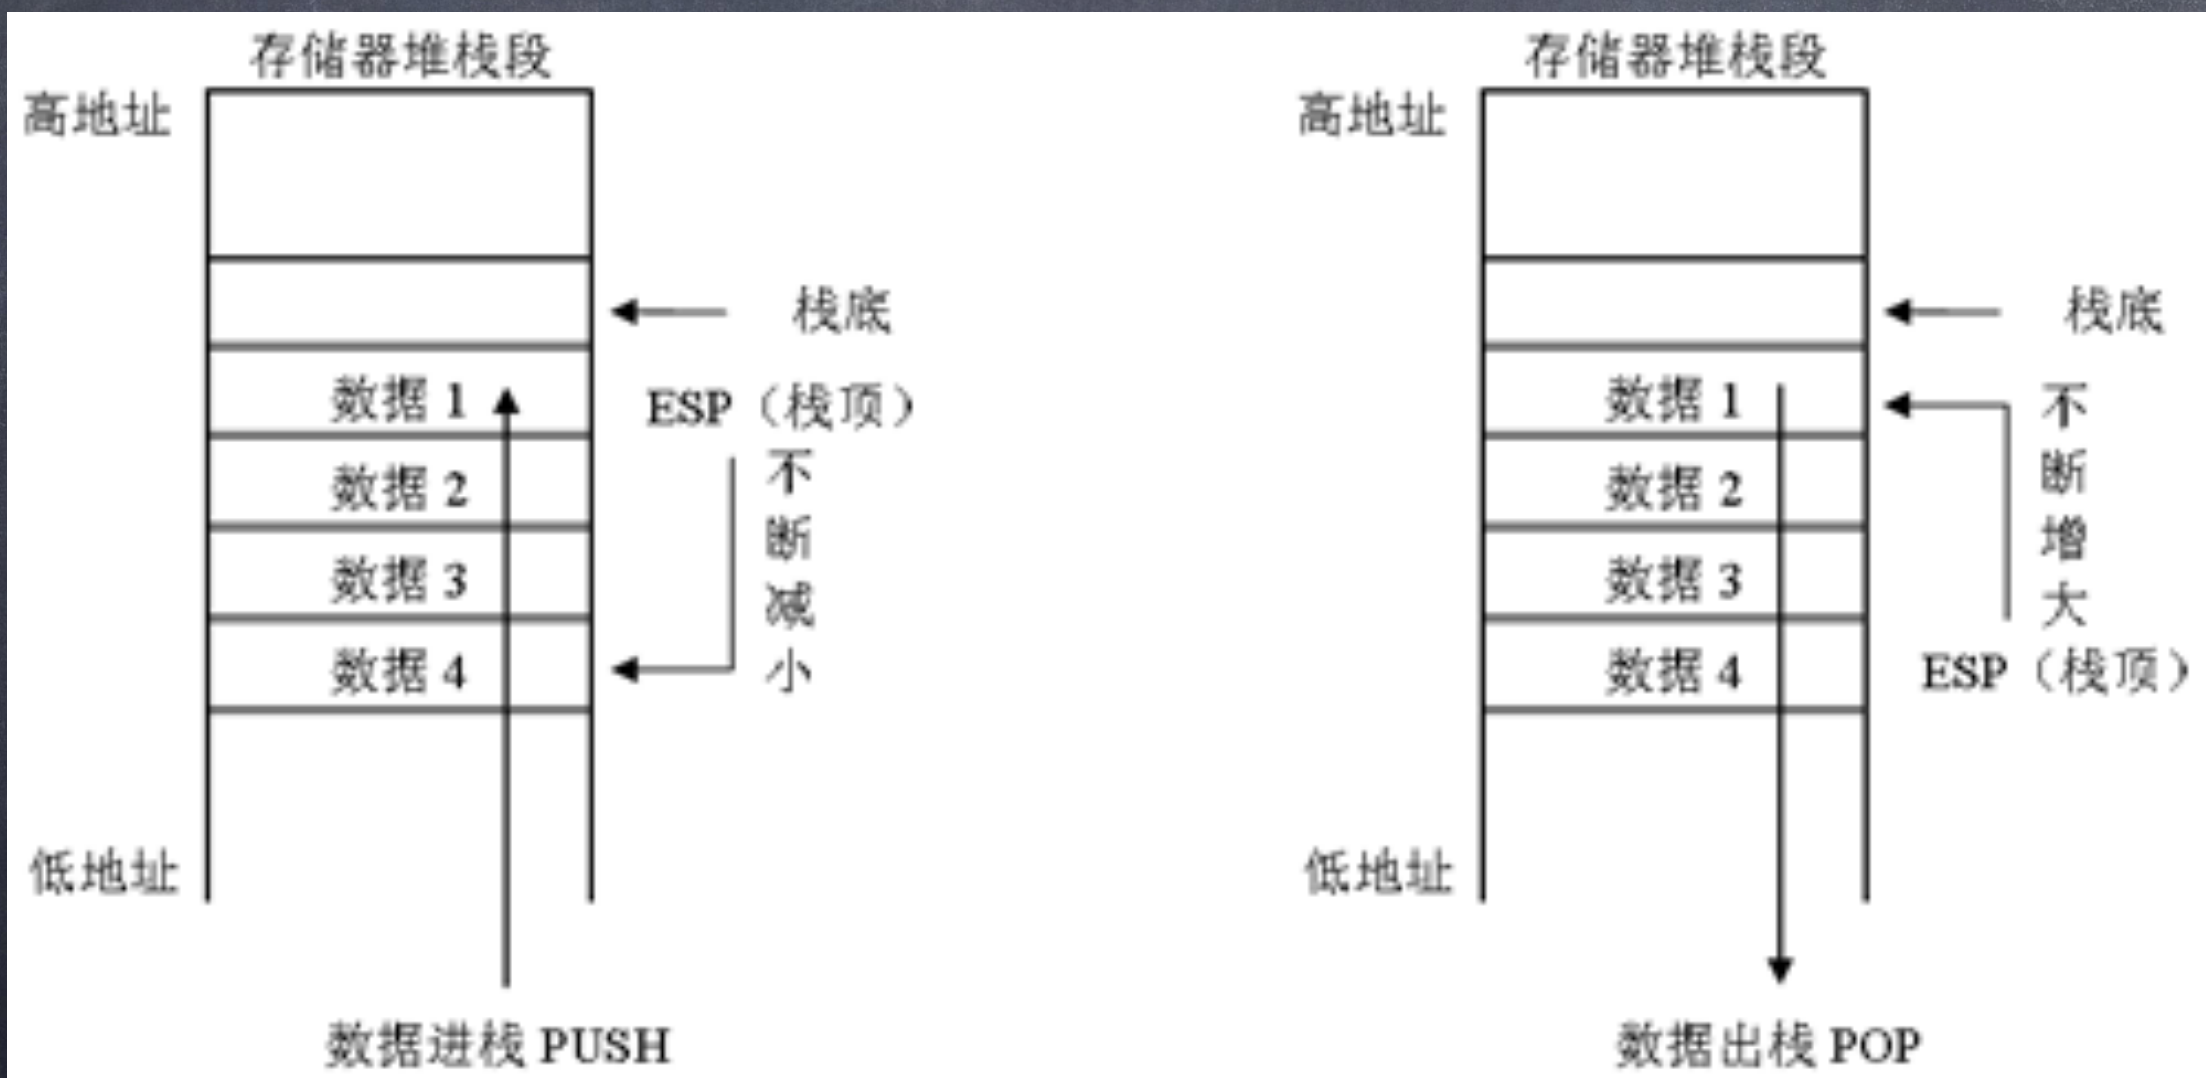 存储器堆栈段
高地址
栈底
数据 1
ESP（栈顶）
数据 2
数据 3
数据 4
不断减小
低地址
数据进栈 PUSH
存储器堆栈段
高地址
栈底
数据 1
数据 2
数据 3
数据 4
不断增大
ESP（栈顶）
低地址
数据出栈 POP